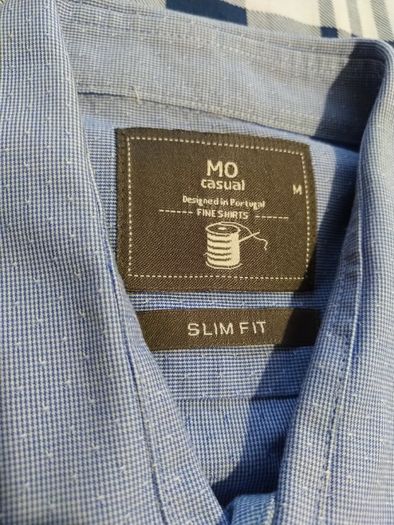 MO
casual
M
Designed in Portugal
FINE SHIRTS
SLIM FIT